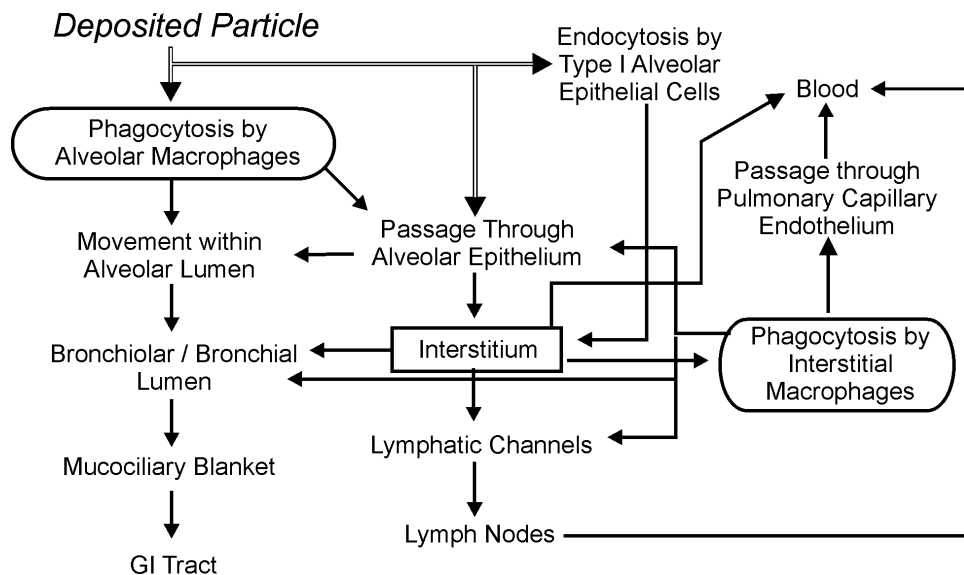 Deposited Particle
Endocytosis by
Type I Alveolar
Epithelial Cells
Blood
Phagocytosis by
Alveolar Macrophages
Passage through
Pulmonary Capillary
Endothelium
Movement within
Alveolar Lumen
Passage Through
Alveolar Epithelium
Bronchiolar / Bronchial
Lumen
Interstitium
Phagocytosis by
Interstitial
Macrophages
Lymphatic Channels
Mucociliary Blanket
Lymph Nodes
GI Tract